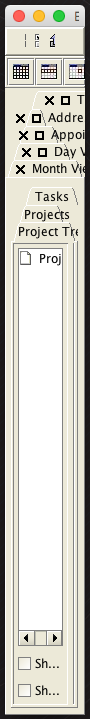 E
T
Addre
Appoi
Day V
Month Vie
Tasks
Projects
Project Tre
Proj
Sh...
Sh...